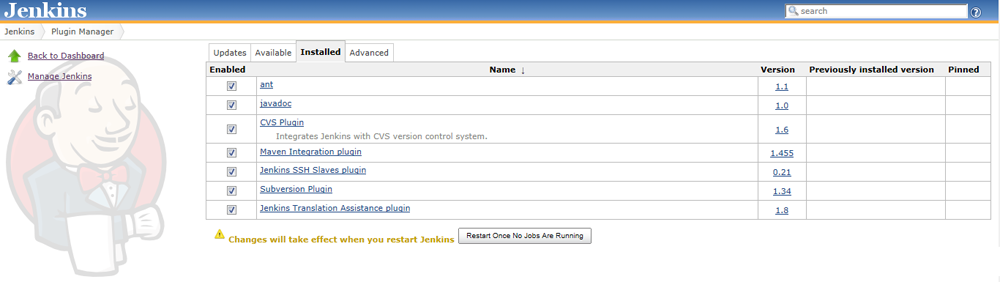 Jenkins
search
Jenkins Plugin Manager
Back to Dashboard
Manage Jenkins
Updates Available Installed Advanced
Enabled Name ↓ Version Previously installed version Pinned
ant 1.1
javadoc 1.0
CVS Plugin 1.6
Integrates Jenkins with CVS version control system.
Maven Integration plugin 1.455
Jenkins SSH Slaves plugin 0.21
Subversion Plugin 1.34
Jenkins Translation Assistance plugin 1.8
Changes will take effect when you restart Jenkins Restart Once No Jobs Are Running